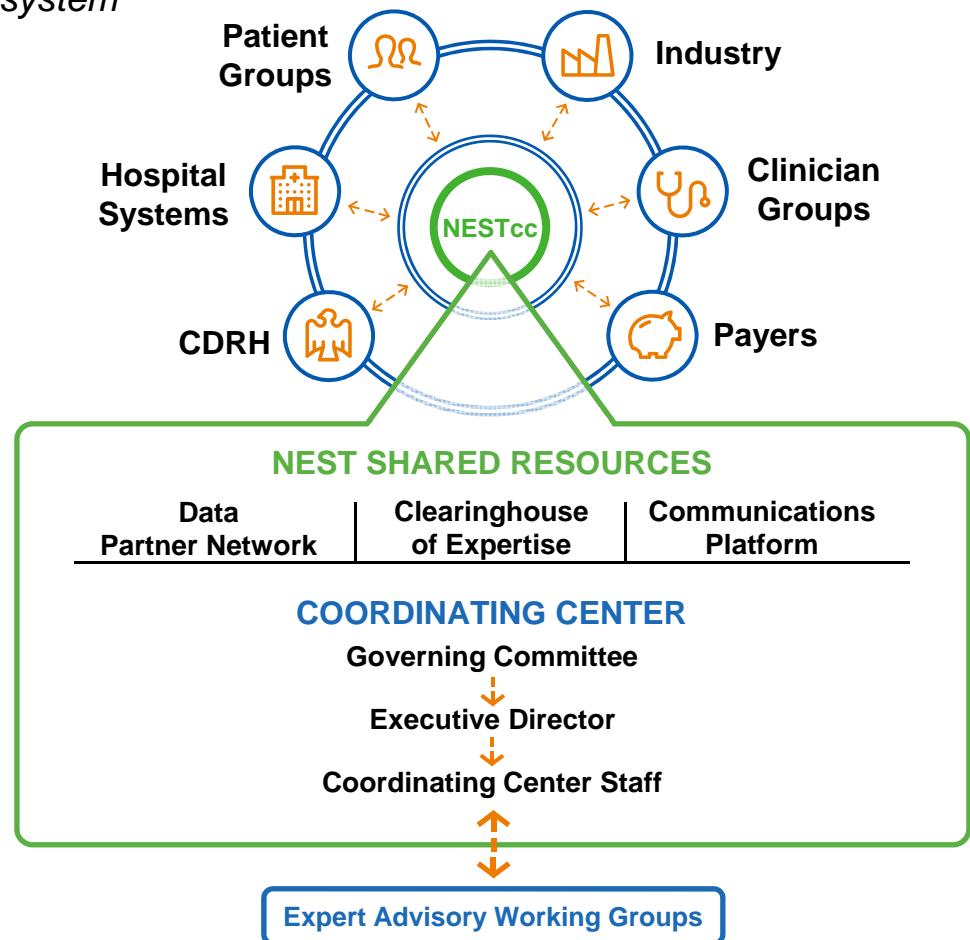 system
Patient
Groups
Industry
Hospital
Systems
Clinician
Groups
NESTcc
CDRH
Payers
NEST SHARED RESOURCES
Data
Partner Network
Clearinghouse
of Expertise
Communications
Platform
COORDINATING CENTER
Governing Committee
Executive Director
Coordinating Center Staff
Expert Advisory Working Groups